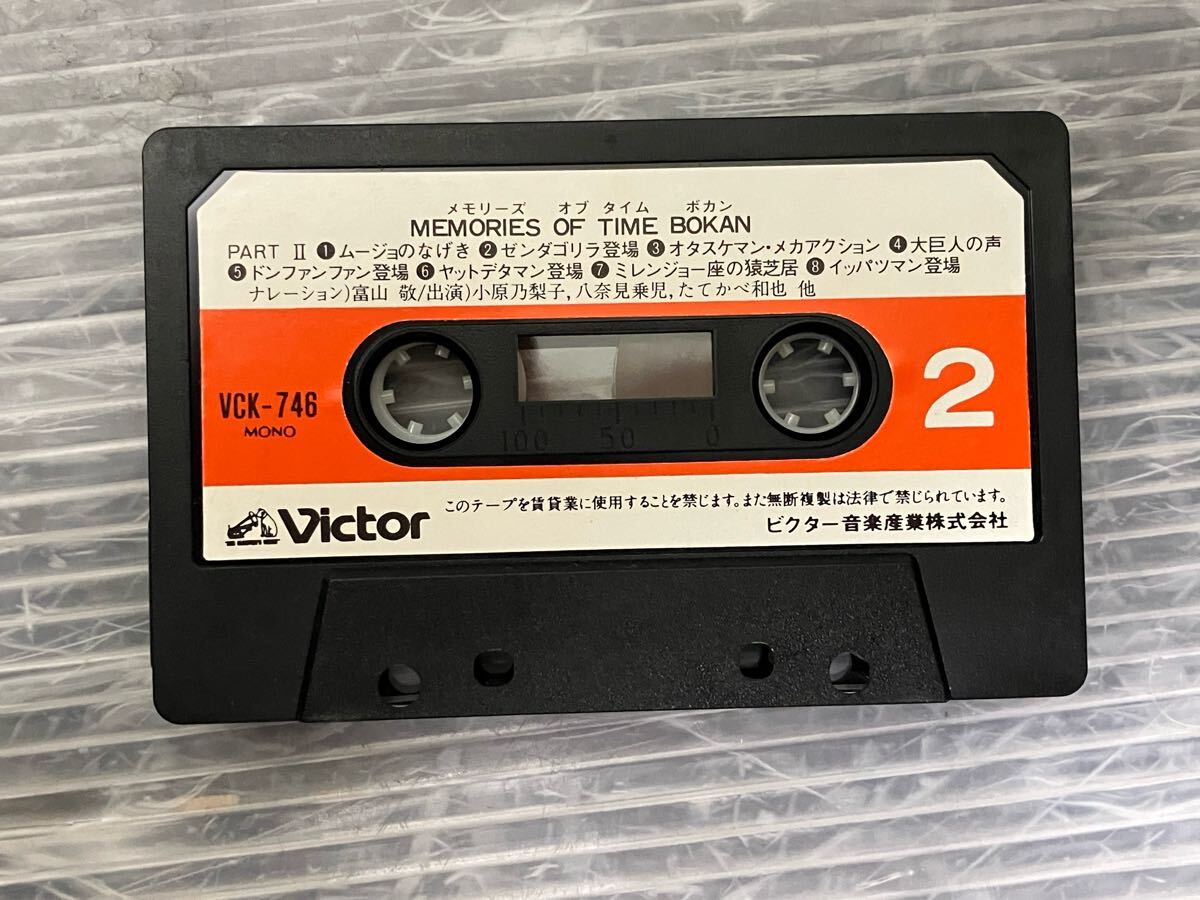 メモリーズ オブ タイム ボカン
MEMORIES OF TIME BOKAN
PART II ❶ムージョのなげき ❷ゼンダゴリラ登場 ❸オタスケマン・メカアクション ❹大巨人の声
❺ドンファンファン登場 ❻ヤットデタマン登場 ❼ミレンジョー座の猿芝居 ❽イッパツマン登場
ナレーション)富山 敬/出演)小原乃梨子,八奈見乗児,たてかべ和也 他
VCK-746
MONO
100 50 0
2
このテープを賃貸業に使用することを禁じます。また無断複製は法律で禁じられています。
Victor
ビクター音楽産業株式会社